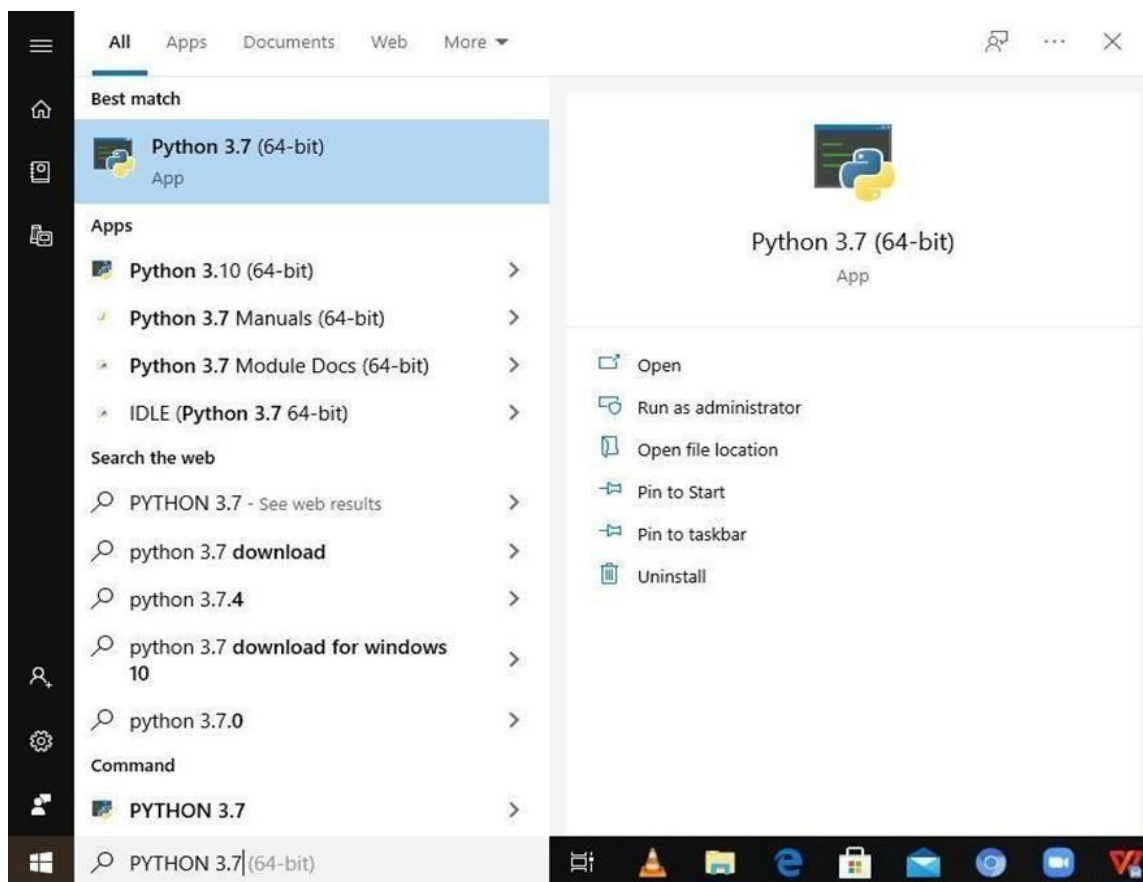 All Apps Documents Web More
Best match
Python 3.7 (64-bit)
App
Apps
Python 3.10 (64-bit)
Python 3.7 Manuals (64-bit)
Python 3.7 Module Docs (64-bit)
IDLE (Python 3.7 64-bit)
Search the web
PYTHON 3.7 - See web results
python 3.7 download
python 3.7.4
python 3.7 download for windows
10
python 3.7.0
Command
PYTHON 3.7
PYTHON 3.7 (64-bit)
Python 3.7 (64-bit)
App
Open
Run as administrator
Open file location
Pin to Start
Pin to taskbar
Uninstall